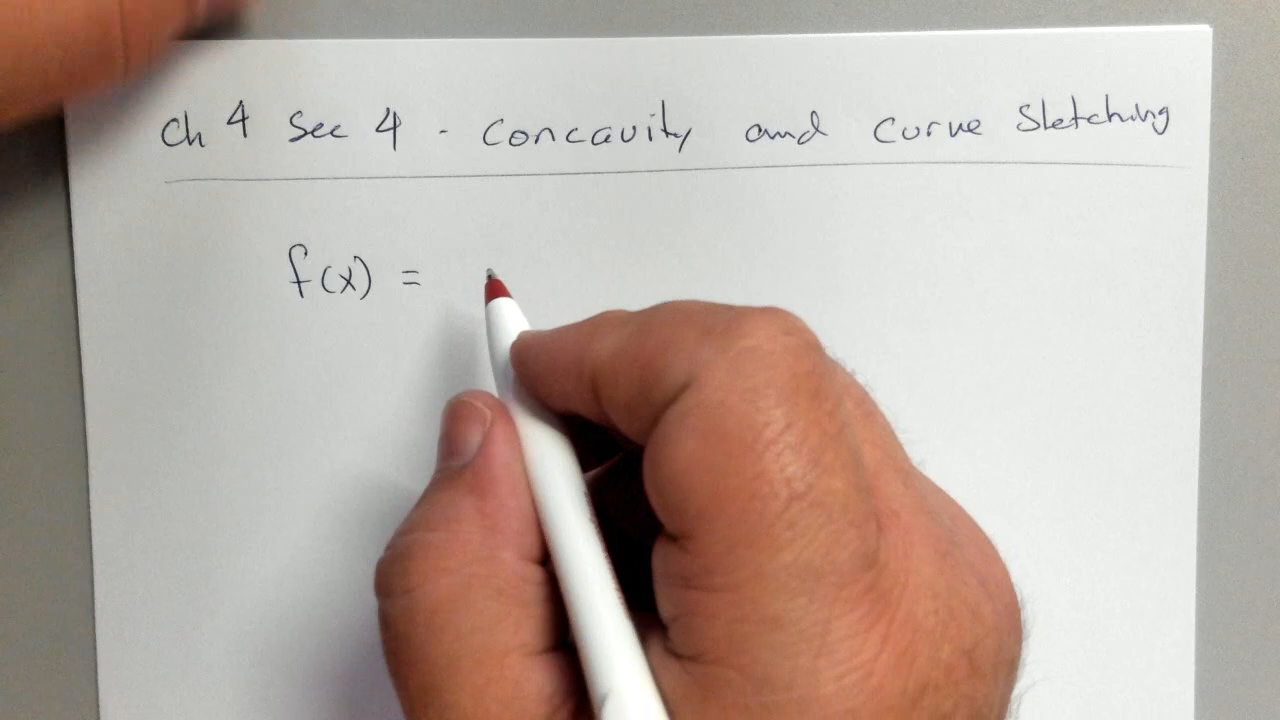 Ch 4 Sec 4 - Concavity and Curve Sketching
f(x) =